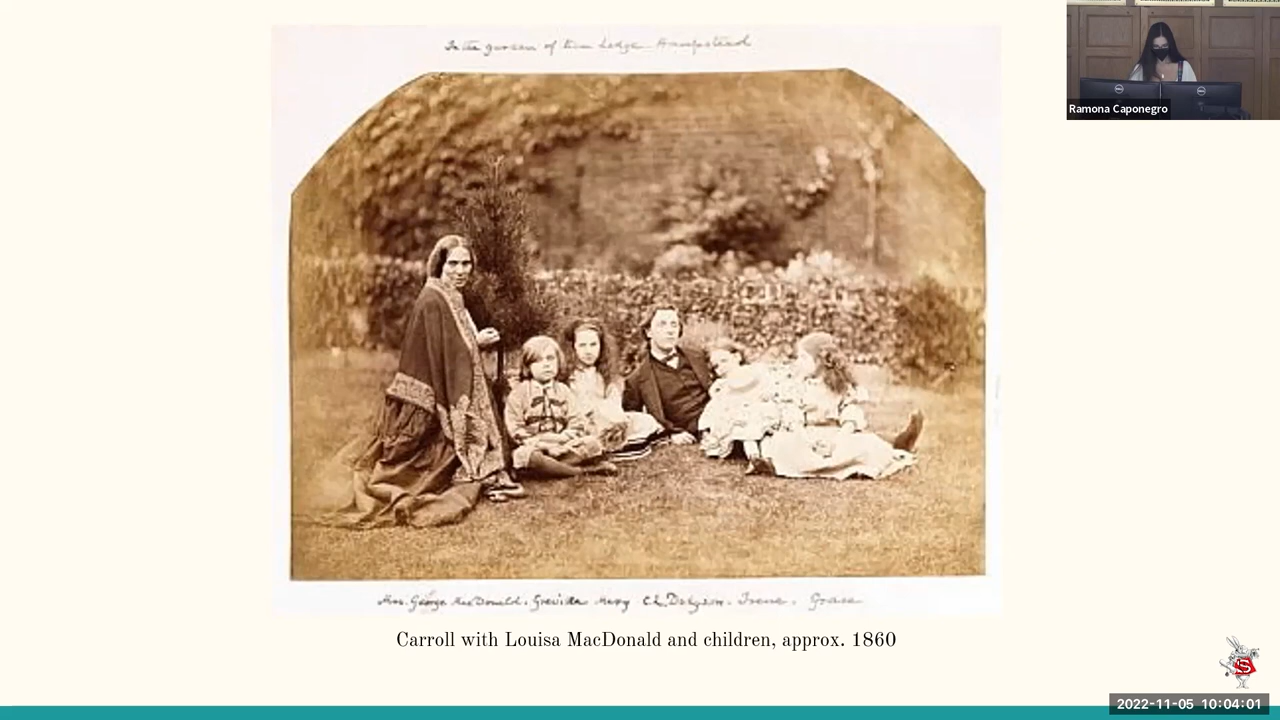 In the garden of Elm Lodge Hampstead
Ramona Caponegro
Mrs. George MacDonald. Greville Mary C.L. Dodgson. Irene. Grace
Carroll with Louisa MacDonald and children, approx. 1860
S
2022-11-05 10:04:01